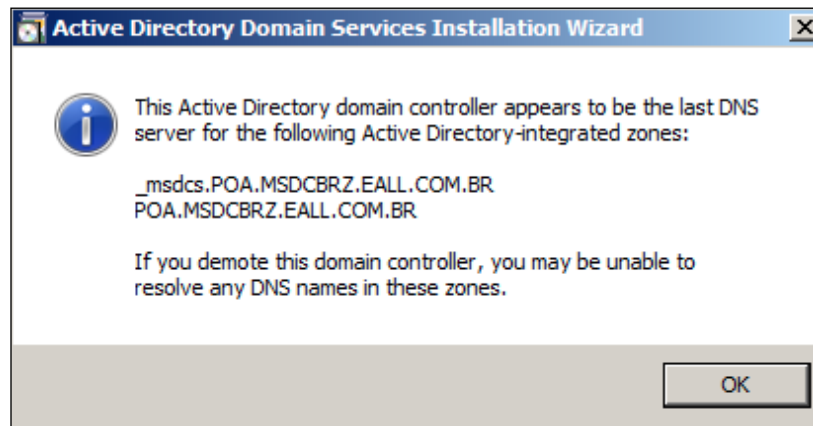 Active Directory Domain Services Installation Wizard
This Active Directory domain controller appears to be the last DNS
server for the following Active Directory-integrated zones:
_msdcs.POA.MSDCBRZ.EALL.COM.BR
POA.MSDCBRZ.EALL.COM.BR
If you demote this domain controller, you may be unable to
resolve any DNS names in these zones.
OK